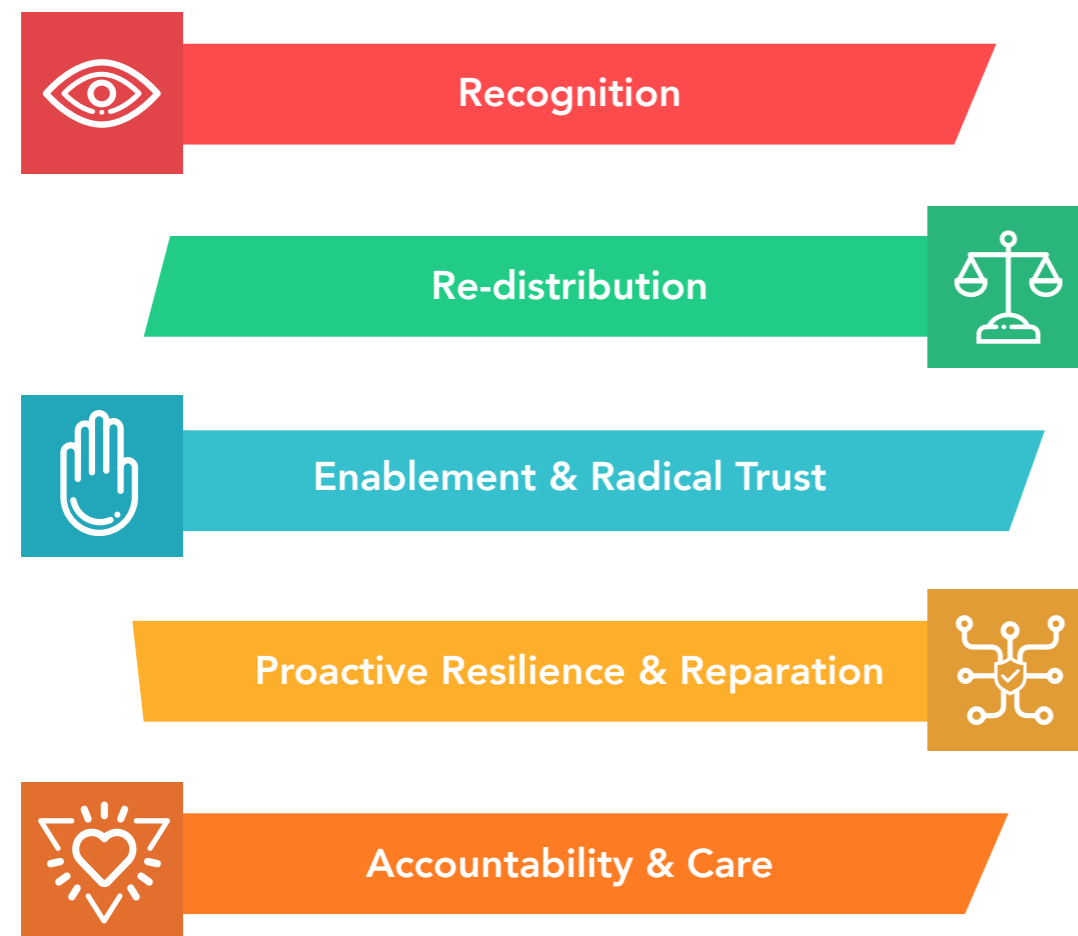 Recognition
Re-distribution
Enablement & Radical Trust
Proactive Resilience & Reparation
Accountability & Care